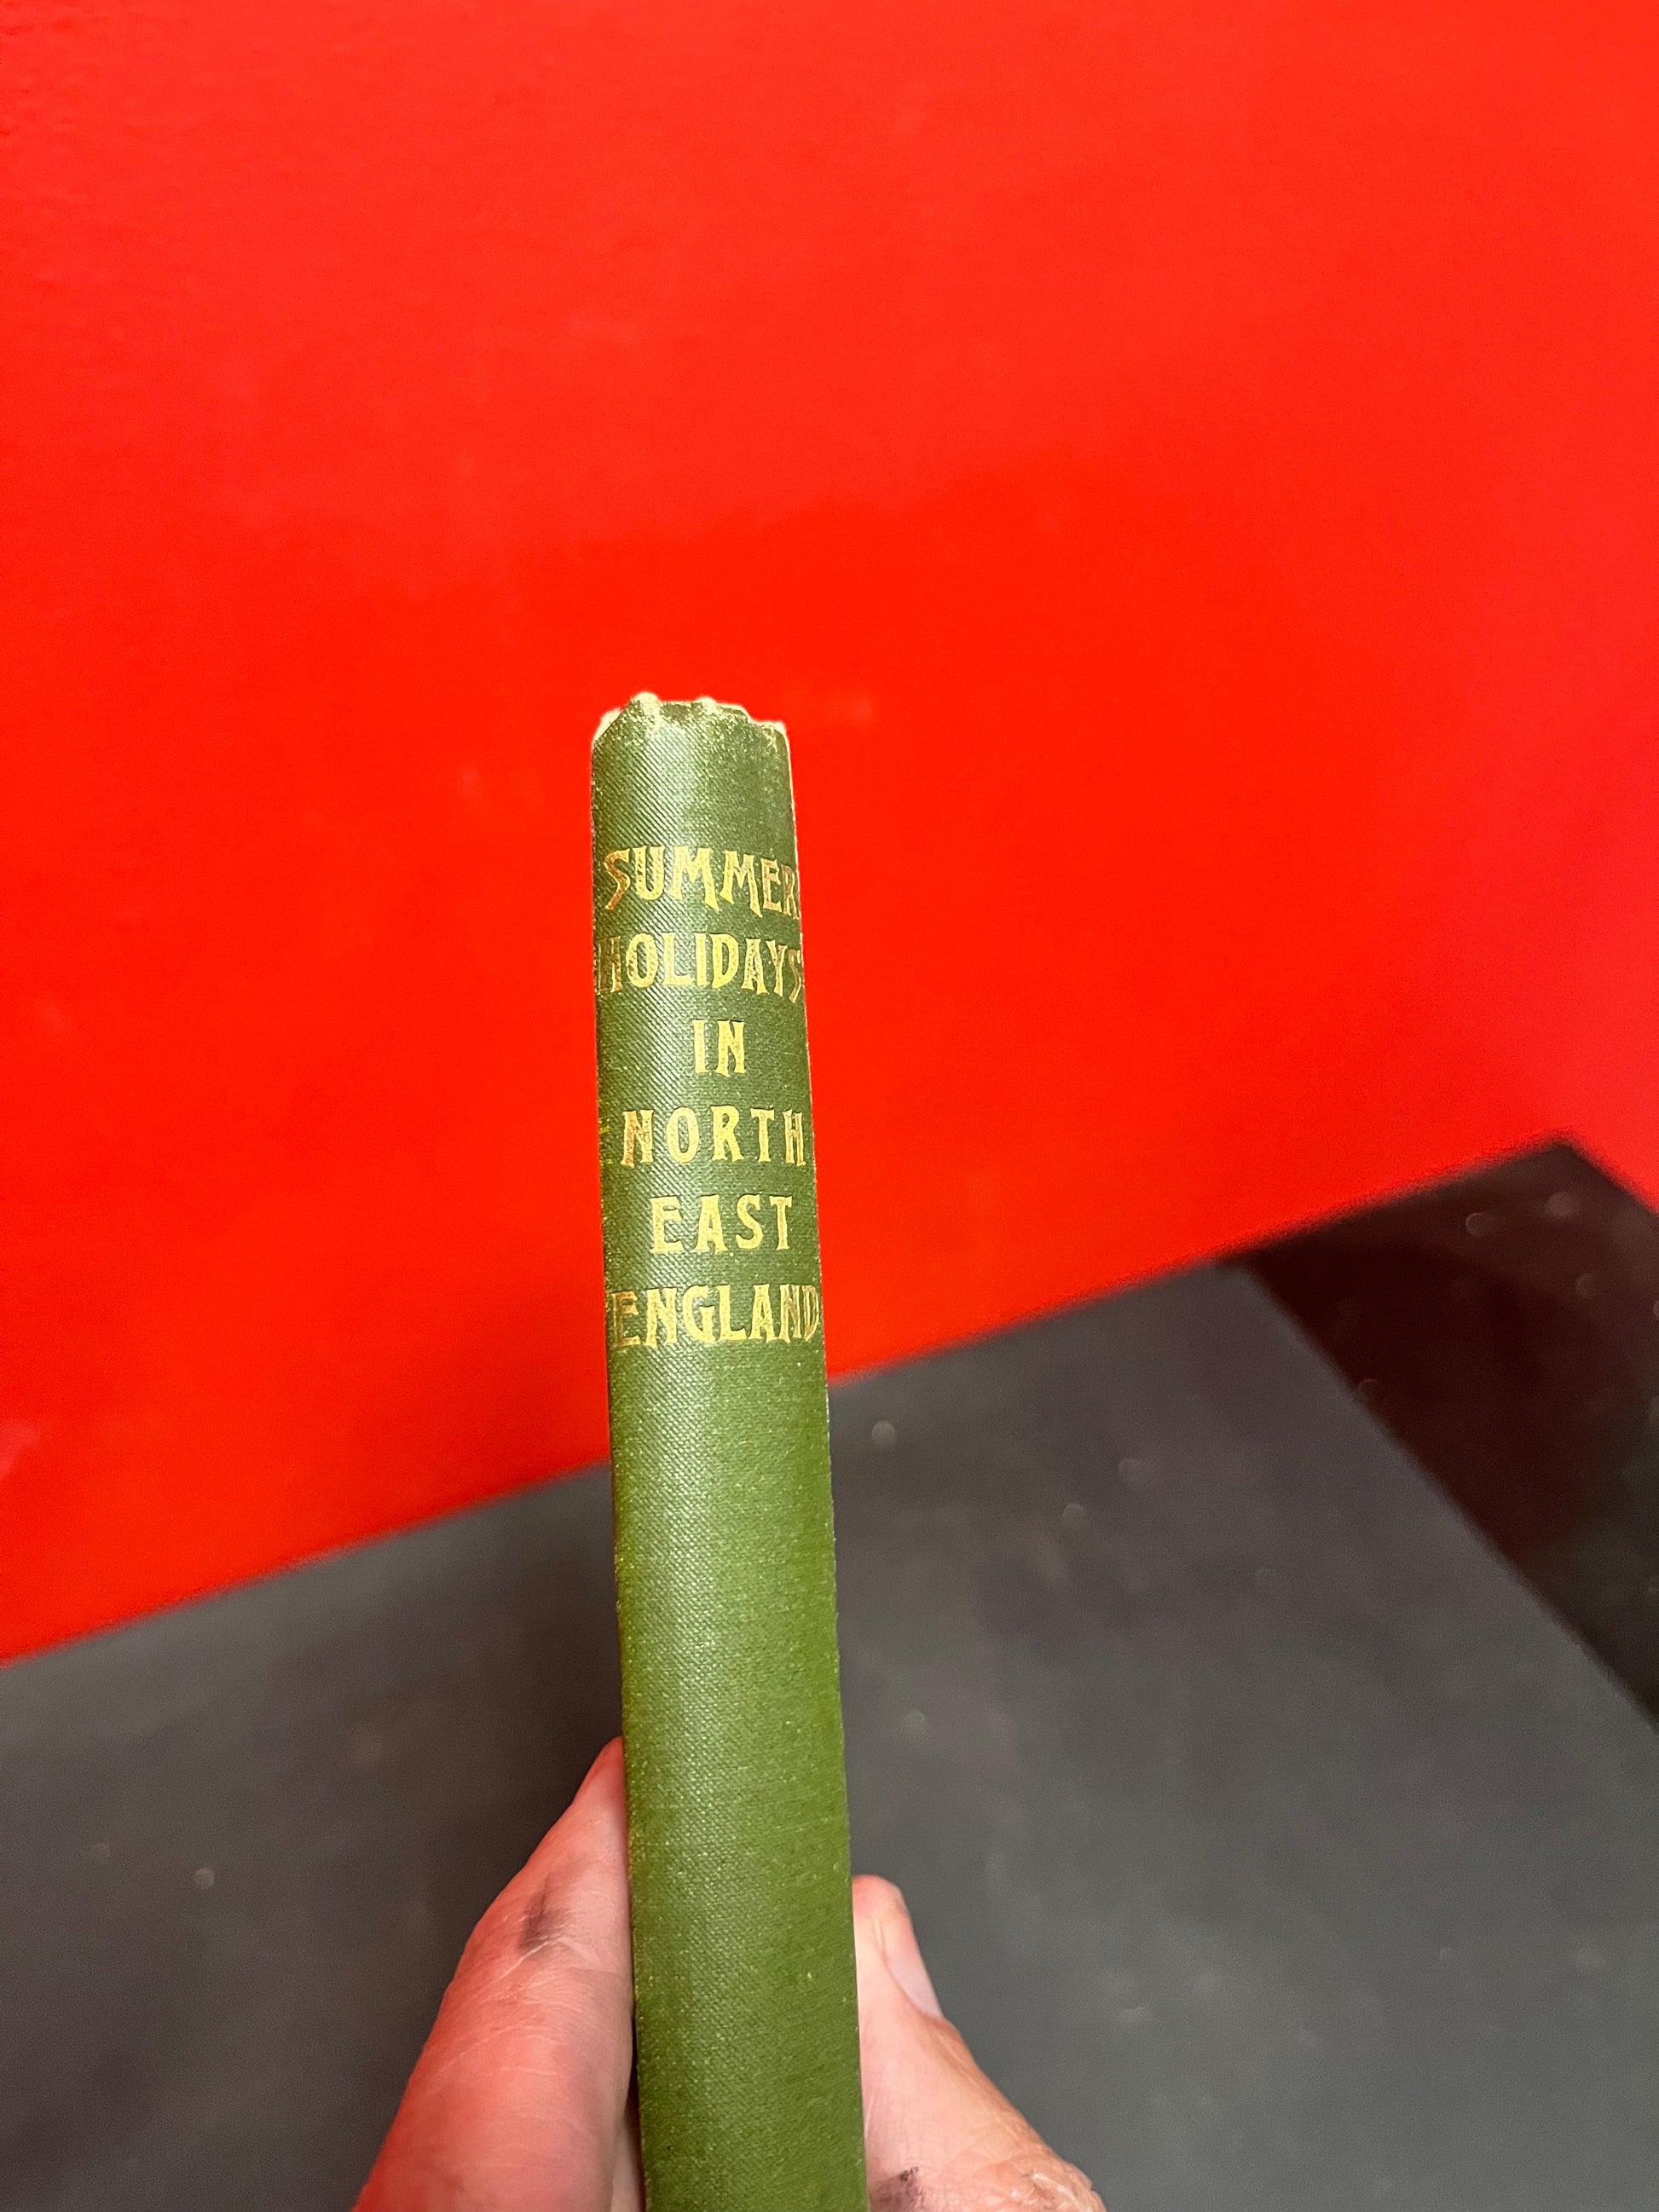 SUMMER
HOLIDAYS
IN
NORTH
EAST
ENGLAND